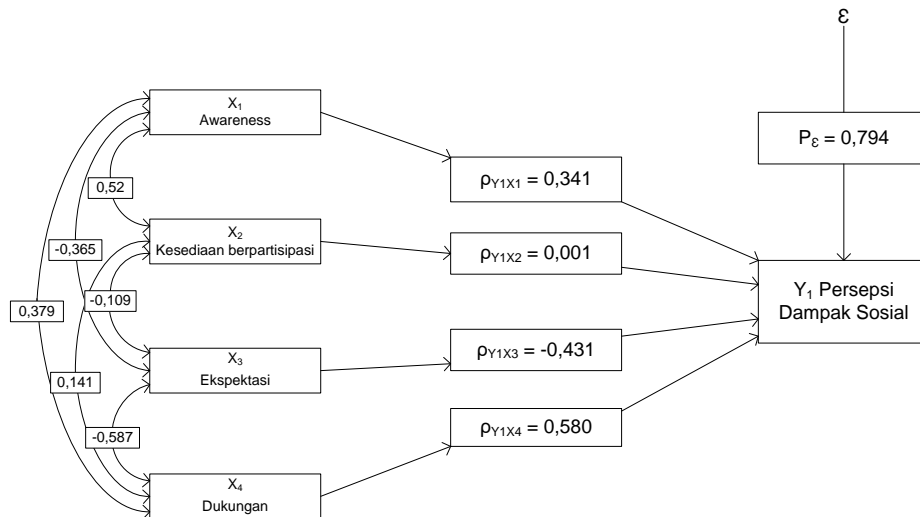 ε
X₁
Awareness
Pε = 0,794
0,52
ρY1X1 = 0,341
X₂
Kesediaan berpartisipasi
ρY1X2 = 0,001
-0,365
-0,109
Y₁ Persepsi
Dampak Sosial
0,379
ρY1X3 = -0,431
X₃
Ekspektasi
0,141
ρY1X4 = 0,580
-0,587
X₄
Dukungan